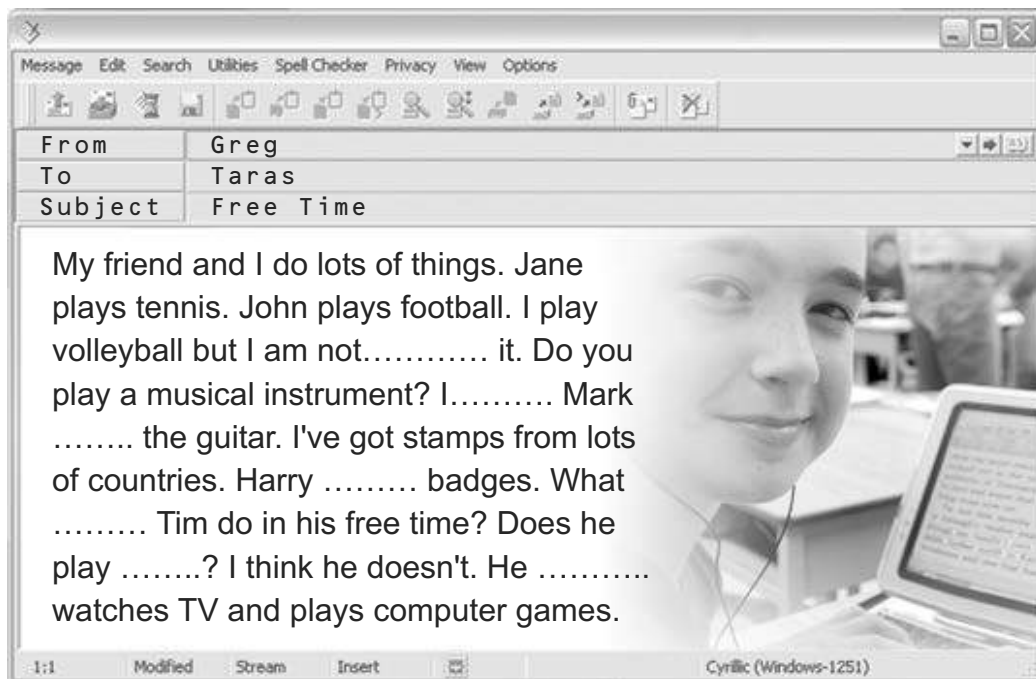 Message Edit Search Utilities Spell Checker Privacy View Options
From Greg
To Taras
Subject Free Time
My friend and I do lots of things. Jane
plays tennis. John plays football. I play
volleyball but I am not………… it. Do you
play a musical instrument? I………. Mark
…….. the guitar. I've got stamps from lots
of countries. Harry ……… badges. What
……… Tim do in his free time? Does he
play ……..? I think he doesn't. He ………..
watches TV and plays computer games.
1:1 Modified Stream Insert Cyrillic (Windows-1251)